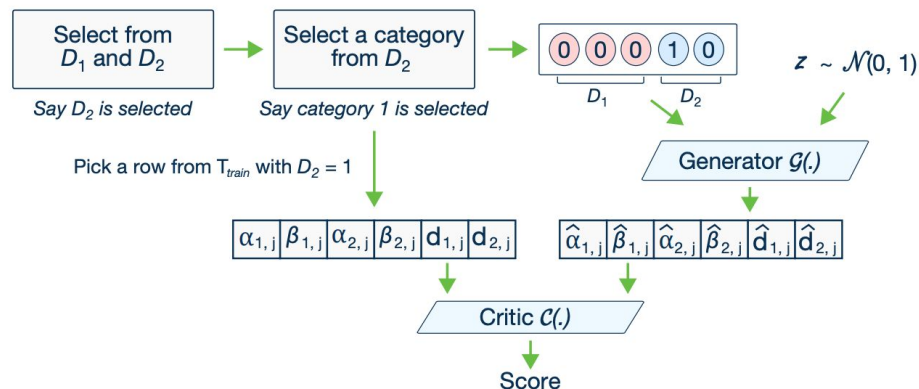 Select from
D₁ and D₂
Select a category
from D₂
0 0 0 1 0
D₁ D₂
z ~ 𝒩(0, 1)
Say D₂ is selected
Say category 1 is selected
Pick a row from T_train with D₂ = 1
Generator 𝒢(.)
α₁,ⱼ β₁,ⱼ α₂,ⱼ β₂,ⱼ d₁,ⱼ d₂,ⱼ
α̂₁,ⱼ β̂₁,ⱼ α̂₂,ⱼ β̂₂,ⱼ d̂₁,ⱼ d̂₂,ⱼ
Critic 𝒞(.)
Score